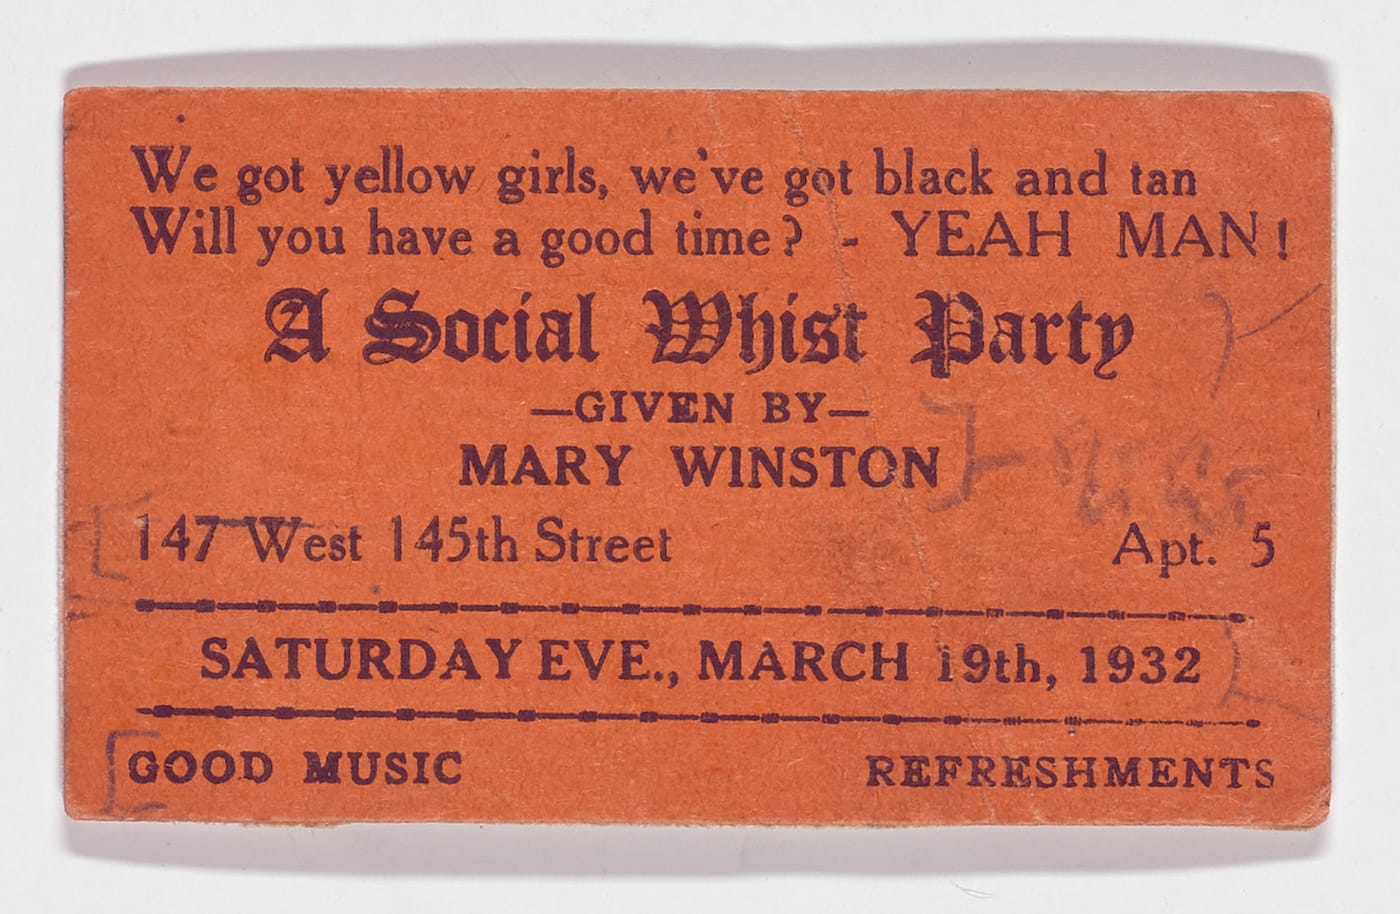 We got yellow girls, we've got black and tan
Will you have a good time? - YEAH MAN!
A Social Whist Party
—GIVEN BY—
MARY WINSTON
147 West 145th Street Apt. 5
SATURDAY EVE., MARCH 19th, 1932
GOOD MUSIC REFRESHMENTS